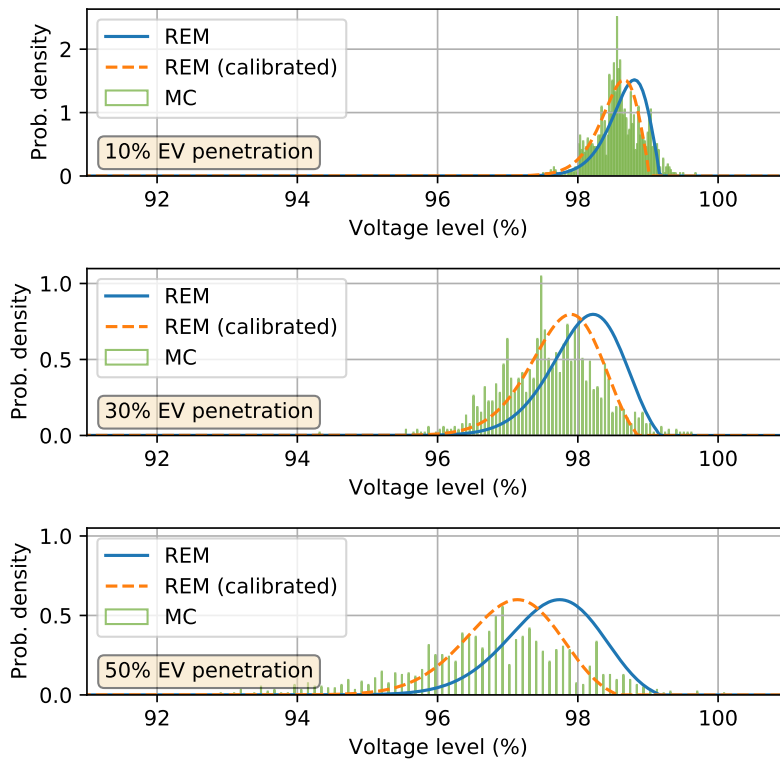 Prob. density
2
1
0
REM
REM (calibrated)
MC
10% EV penetration
92 94 96 98 100
Voltage level (%)
Prob. density
1.0
0.5
0.0
REM
REM (calibrated)
MC
30% EV penetration
92 94 96 98 100
Voltage level (%)
Prob. density
1.0
0.5
0.0
REM
REM (calibrated)
MC
50% EV penetration
92 94 96 98 100
Voltage level (%)